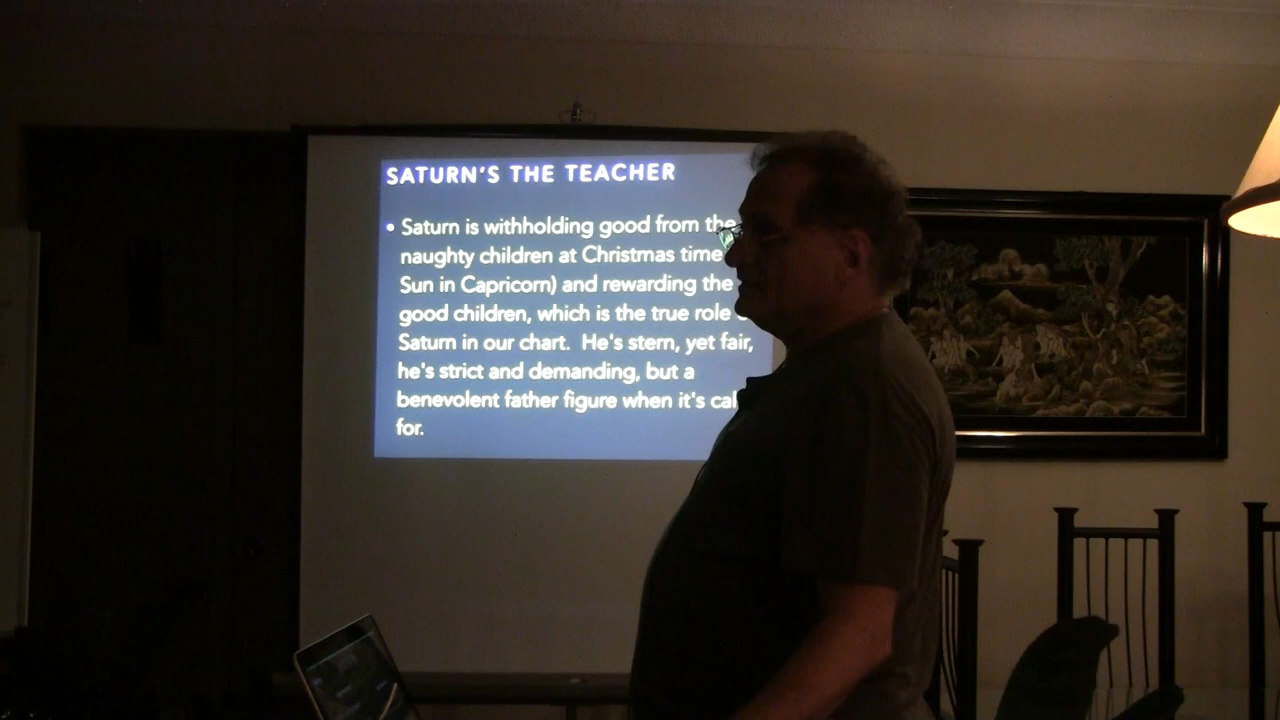 SATURN'S THE TEACHER
• Saturn is withholding good from the
naughty children at Christmas time
Sun in Capricorn) and rewarding the
good children, which is the true role
Saturn in our chart.  He's stern, yet fair,
he's strict and demanding, but a
benevolent father figure when it's
for.